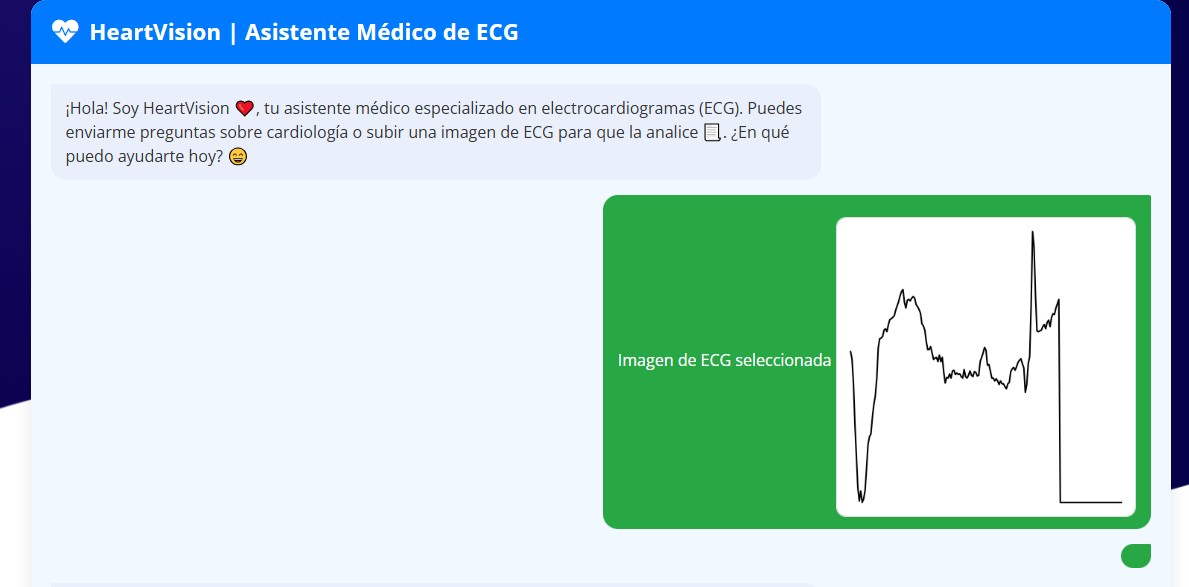 HeartVision | Asistente Médico de ECG
¡Hola! Soy HeartVision ❤️, tu asistente médico especializado en electrocardiogramas (ECG). Puedes
enviarme preguntas sobre cardiología o subir una imagen de ECG para que la analice 📃. ¿En qué
puedo ayudarte hoy? 😄
Imagen de ECG seleccionada